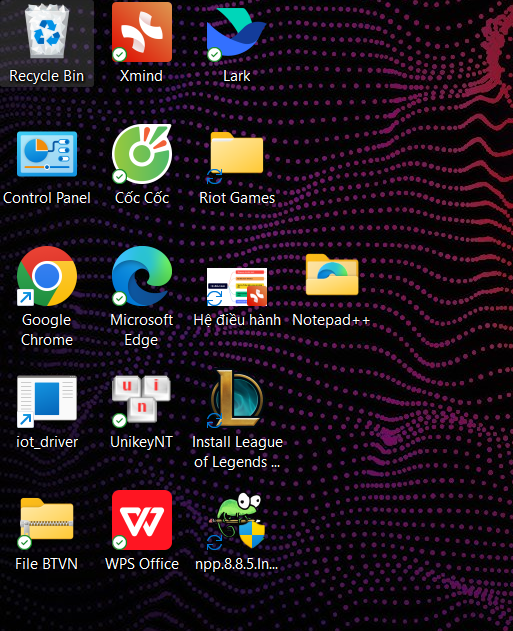 Recycle Bin
Xmind
Lark
Control Panel
Cốc Cốc
Riot Games
Google
Chrome
Microsoft
Edge
Hệ điều hành
Notepad++
iot_driver
U i
n
UnikeyNT
Install League
of Legends ...
File BTVN
WPS Office
npp.8.8.5.In...